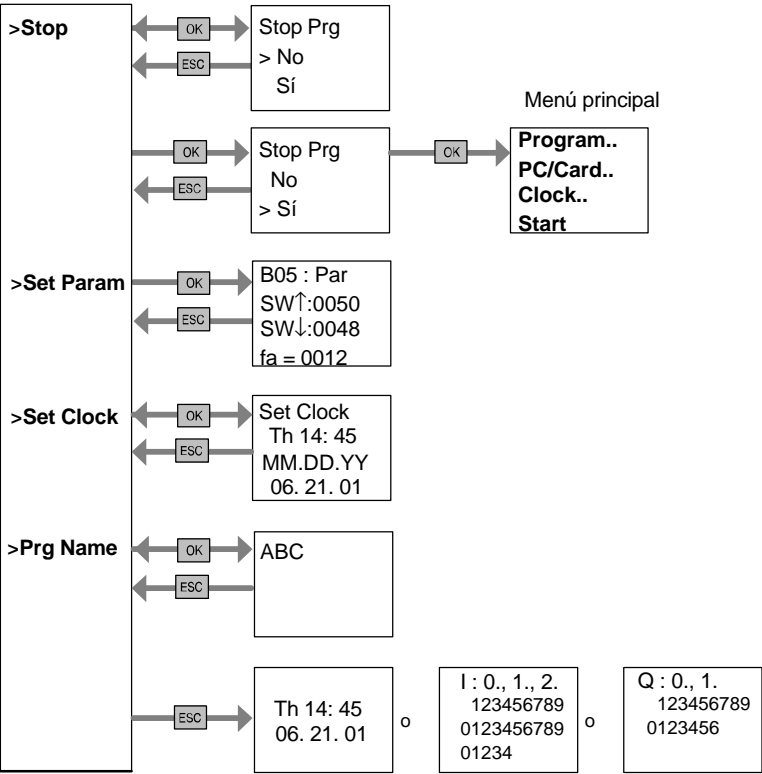 >Stop
OK
ESC
Stop Prg
> No
Sí
Menú principal
OK
ESC
Stop Prg
No
> Sí
OK
Program..
PC/Card..
Clock..
Start
>Set Param
OK
ESC
B05 : Par
SW↑:0050
SW↓:0048
fa = 0012
>Set Clock
OK
ESC
Set Clock
Th 14: 45
MM.DD.YY
06. 21. 01
>Prg Name
OK
ESC
ABC
ESC
Th 14: 45
06. 21. 01
o
I : 0., 1., 2.
123456789
0123456789
01234
o
Q : 0., 1.
123456789
0123456